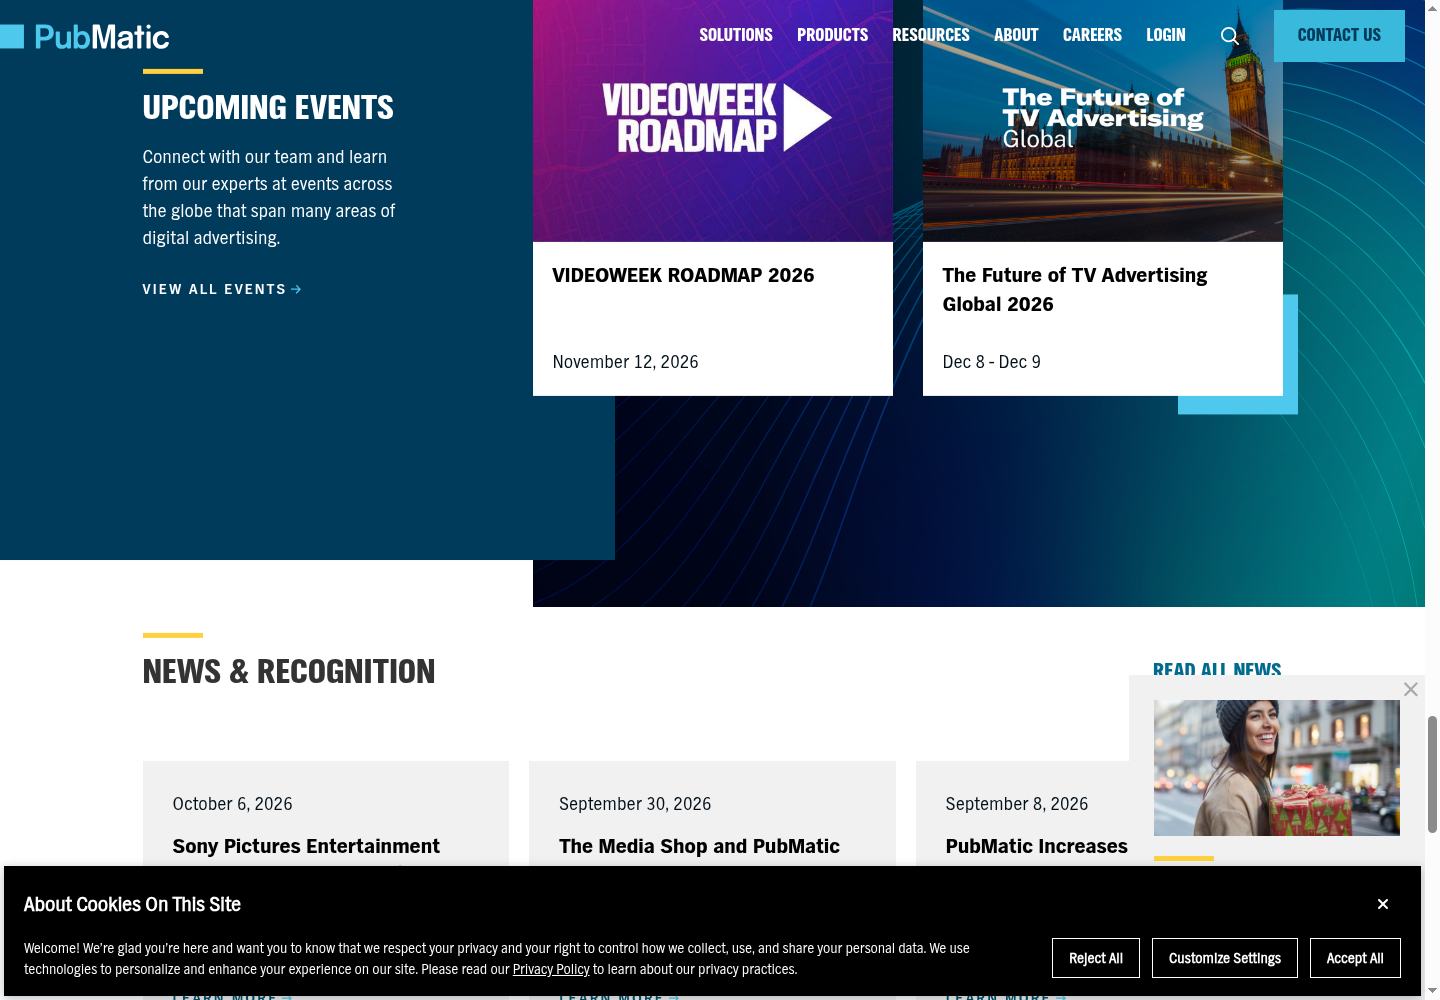 PubMatic
SOLUTIONS PRODUCTS RESOURCES ABOUT CAREERS LOGIN CONTACT US
UPCOMING EVENTS
Connect with our team and learn
from our experts at events across
the globe that span many areas of
digital advertising.
VIEW ALL EVENTS
VIDEOWEEK
ROADMAP
VIDEOWEEK ROADMAP 2026
November 12, 2026
The Future of
TV Advertising
Global
The Future of TV Advertising
Global 2026
Dec 8 - Dec 9
NEWS & RECOGNITION
READ ALL NEWS
October 6, 2026
Sony Pictures Entertainment
September 30, 2026
The Media Shop and PubMatic
September 8, 2026
PubMatic Increases
About Cookies On This Site
Welcome! We're glad you're here and want you to know that we respect your privacy and your right to control how we collect, use, and share your personal data. We use
technologies to personalize and enhance your experience on our site. Please read our Privacy Policy to learn about our privacy practices.
Reject All
Customize Settings
Accept All
LEARN MORE
LEARN MORE
LEARN MORE